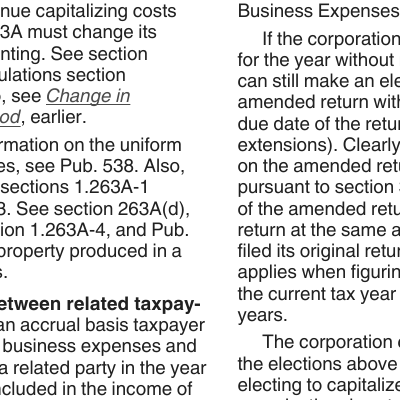 nue capitalizing costs
3A must change its
nting. See section
ulations section
, see Change in
od, earlier.
rmation on the uniform
es, see Pub. 538. Also,
sections 1.263A-1
3. See section 263A(d),
ion 1.263A-4, and Pub.
property produced in a
s.
etween related taxpay-
an accrual basis taxpayer
business expenses and
a related party in the year
ncluded in the income of
Business Expenses
If the corporation
for the year without
can still make an ele
amended return with
due date of the retu
extensions). Clearly
on the amended retu
pursuant to section
of the amended retu
return at the same a
filed its original retur
applies when figurin
the current tax year
years.
The corporation
the elections above
electing to capitalize